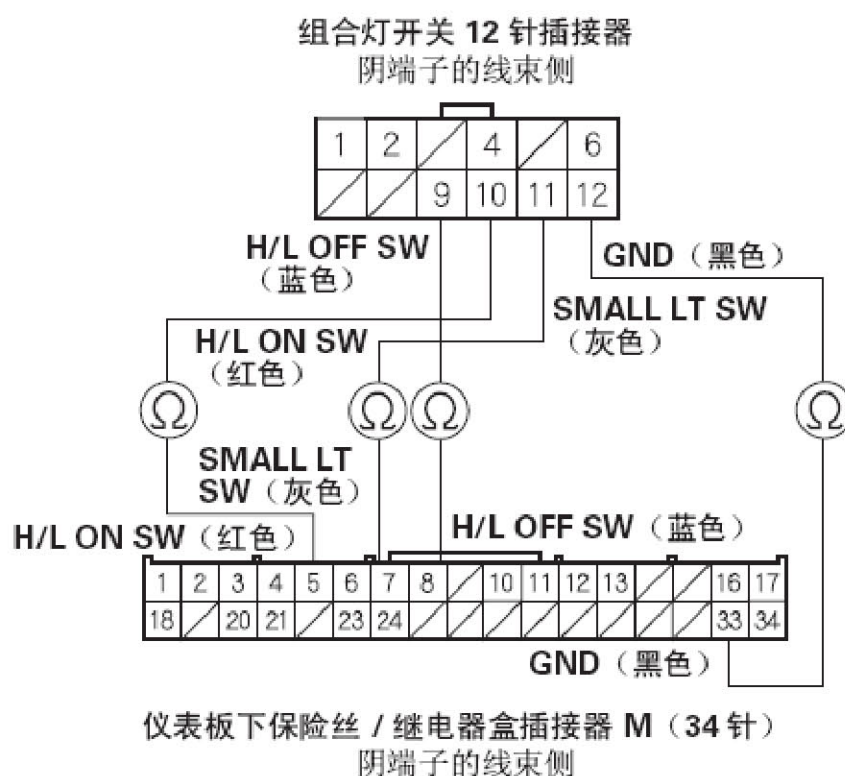 组合灯开关 12 针插接器
阴端子的线束侧
1 2 4 6
9 10 11 12
H/L OFF SW
（蓝色）
GND（黑色）
SMALL LT SW
（灰色）
H/L ON SW
（红色）
Ω Ω Ω Ω
SMALL LT
SW（灰色）
H/L ON SW（红色）
H/L OFF SW（蓝色）
1 2 3 4 5 6 7 8 10 11 12 13 16 17
18 20 21 23 24 33 34
GND（黑色）
仪表板下保险丝 / 继电器盒插接器 M（34 针）
阴端子的线束侧